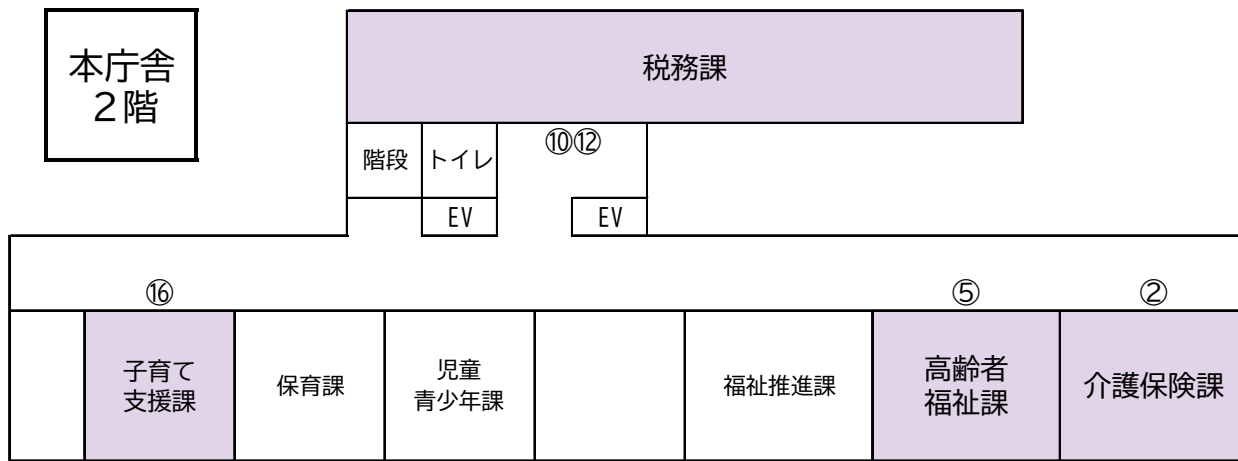 本庁舎
２階
税務課
階段
トイレ
⑩⑫
EV
EV
⑯
⑤
②
子育て
支援課
保育課
児童
青少年課
福祉推進課
高齢者
福祉課
介護保険課